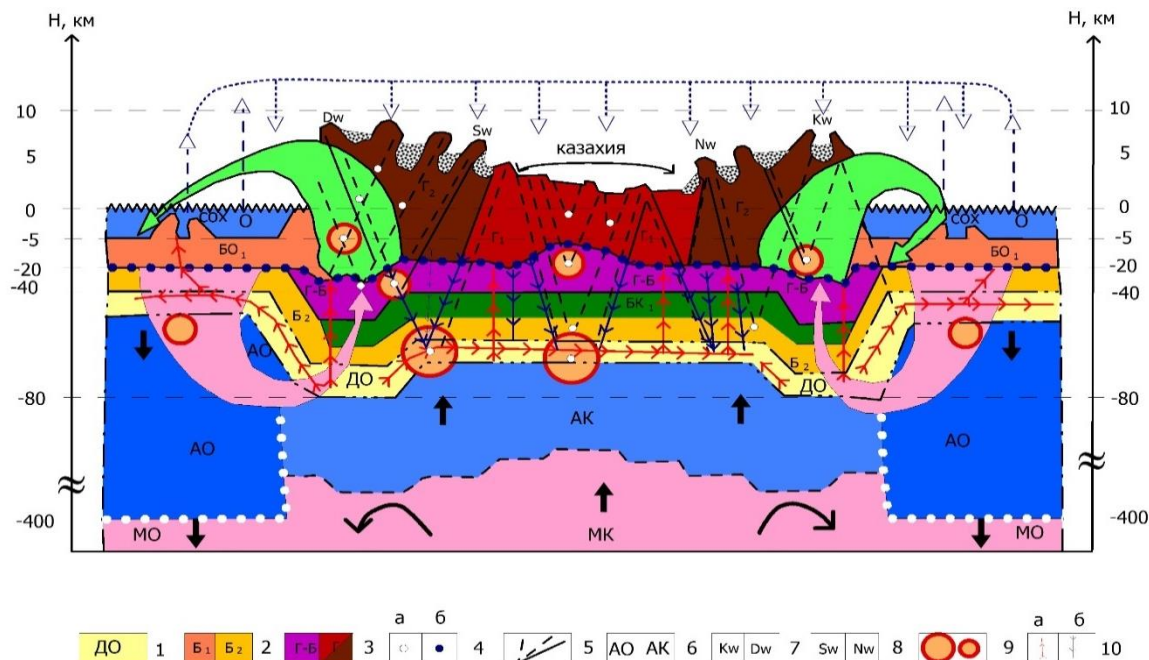 Н, км
Н, км
10
10
Dw
Sw
Kw
Nw
казахия
5
5
Г₂
Г₂
0
0
сох
О
сох
О
Г₁
Г₁
-5
-5
БО₁
БО₁
-20
-20
Г-Б
Г-Б
Г-Б
-40
-40
БК₁
Б₂
Б₂
АО
ДО
ДО
-80
-80
АК
АО
АО
-400
-400
МО
МК
МО
а б
а б
ДО 1 Б₁ Б₂ 2 Г-Б Г 3 4 5 АО АК 6 Kw Dw 7 Sw Nw 8 9 10